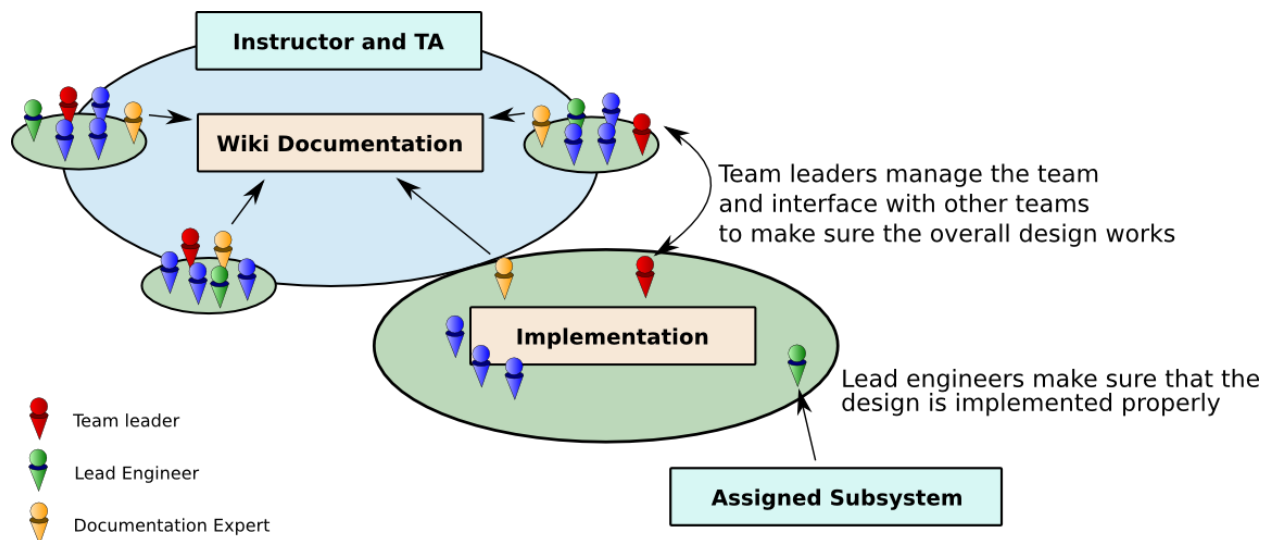 Instructor and TA
Wiki Documentation
Team leaders manage the team
and interface with other teams
to make sure the overall design works
Implementation
Lead engineers make sure that the
design is implemented properly
Team leader
Lead Engineer
Assigned Subsystem
Documentation Expert